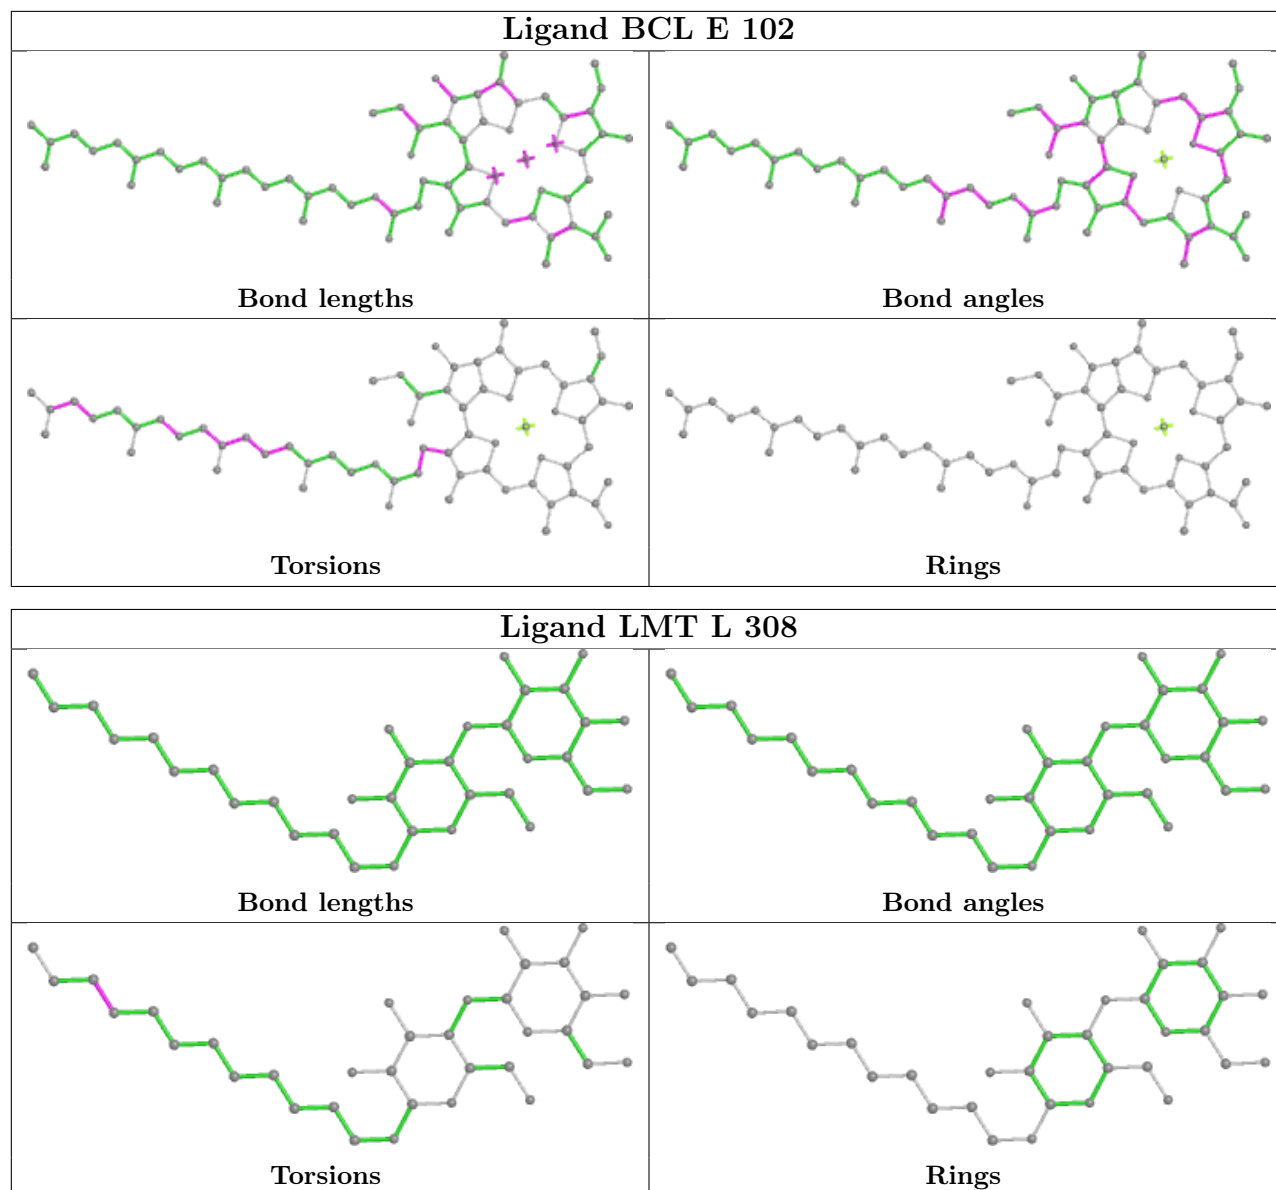 Ligand BCL E 102
Bond lengths
Bond angles
Torsions
Rings
Ligand LMT L 308
Bond lengths
Bond angles
Torsions
Rings